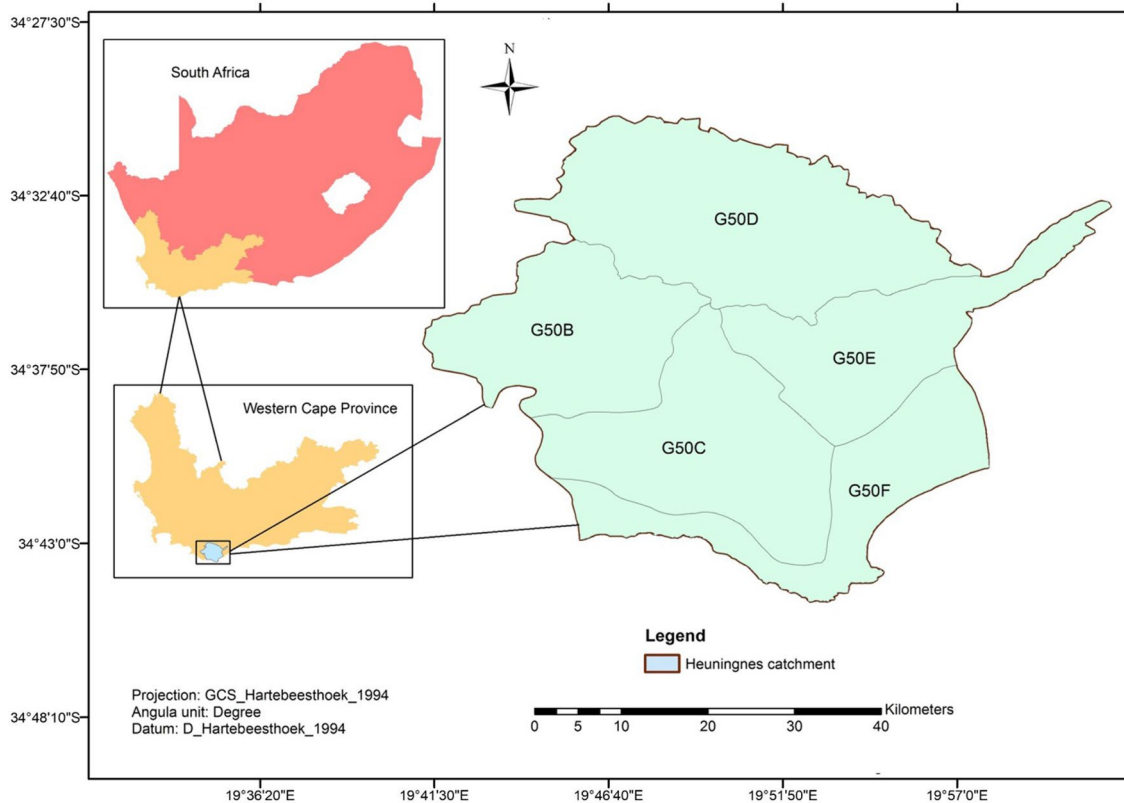 34°27'30"S
34°32'40"S
34°37'50"S
34°43'0"S
34°48'10"S
South Africa
N
Western Cape Province
G50D
G50B
G50E
G50C
G50F
Legend
Heuningnes catchment
Projection: GCS_Hartebeesthoek_1994
Angula unit: Degree
Datum: D_Hartebeesthoek_1994
Kilometers
0 5 10 20 30 40
19°36'20"E 19°41'30"E 19°46'40"E 19°51'50"E 19°57'0"E